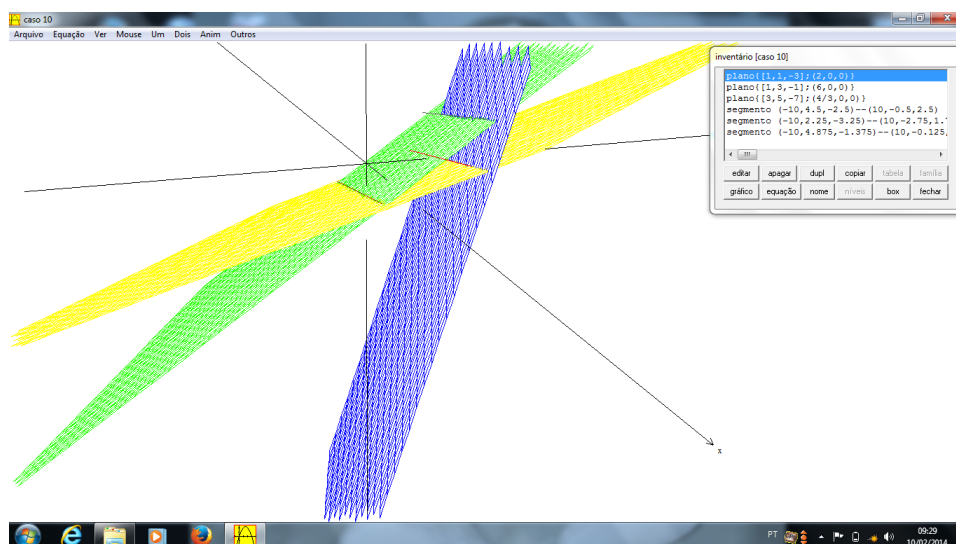 caso 10
Arquivo Equação Ver Mouse Um Dois Anim Outros
inventário [caso 10]
plano{[1,1,-3];(2,0,0)}
plano{[1,3,-1];(6,0,0)}
plano{[3,5,-7];(4/3,0,0)}
segmento (-10,4.5,-2.5)--(10,-0.5,2.5)
segmento (-10,2.25,-3.25)--(10,-2.75,1.
segmento (-10,4.875,-1.375)--(10,-0.125,
editar apagar dupl copiar tabela família
gráfico equação nome níveis box fechar
x
PT 09:29
10/02/2014